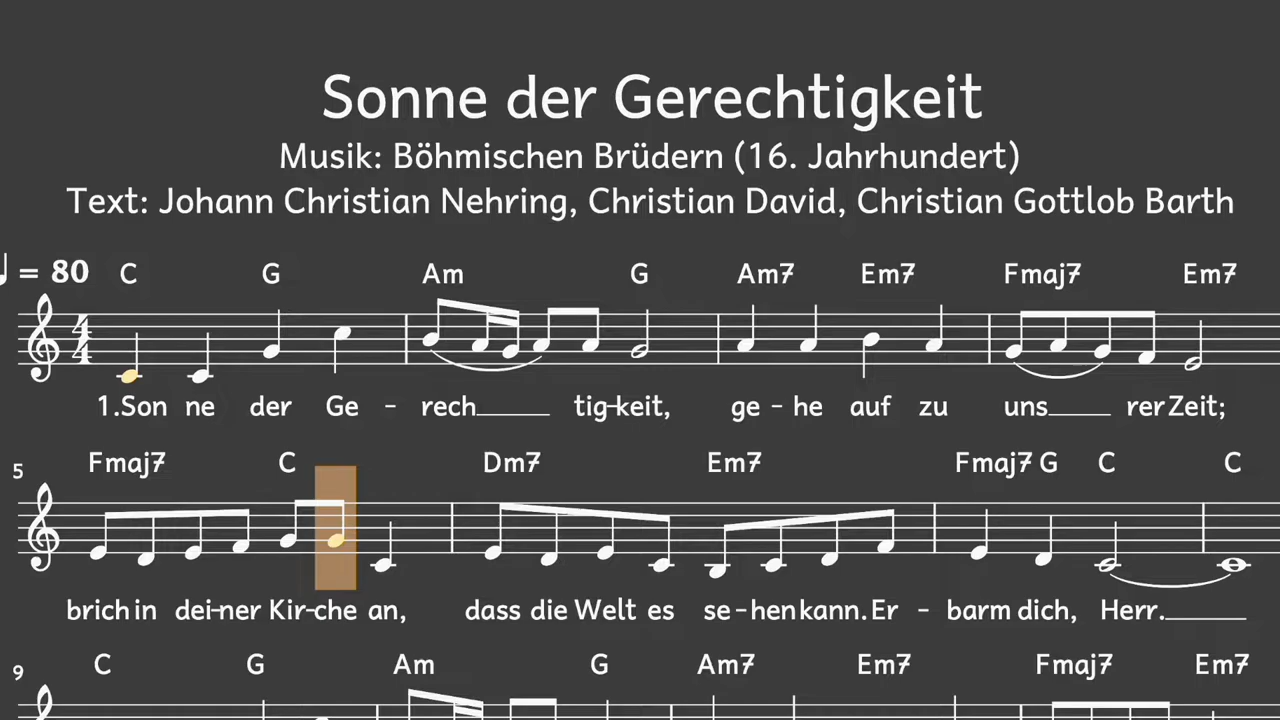 Sonne der Gerechtigkeit
Musik: Böhmischen Brüdern (16. Jahrhundert)
Text: Johann Christian Nehring, Christian David, Christian Gottlob Barth
= 80 C G Am G Am7 Em7 Fmaj7 Em7
4
4
1.Son ne der Ge - rech tig-keit, ge - he auf zu uns rer Zeit;
5 Fmaj7 C Dm7 Em7 Fmaj7 G C C
brich in dei-ner Kir-che an, dass die Welt es se-hen kann. Er - barm dich, Herr.
9 C G Am G Am7 Em7 Fmaj7 Em7